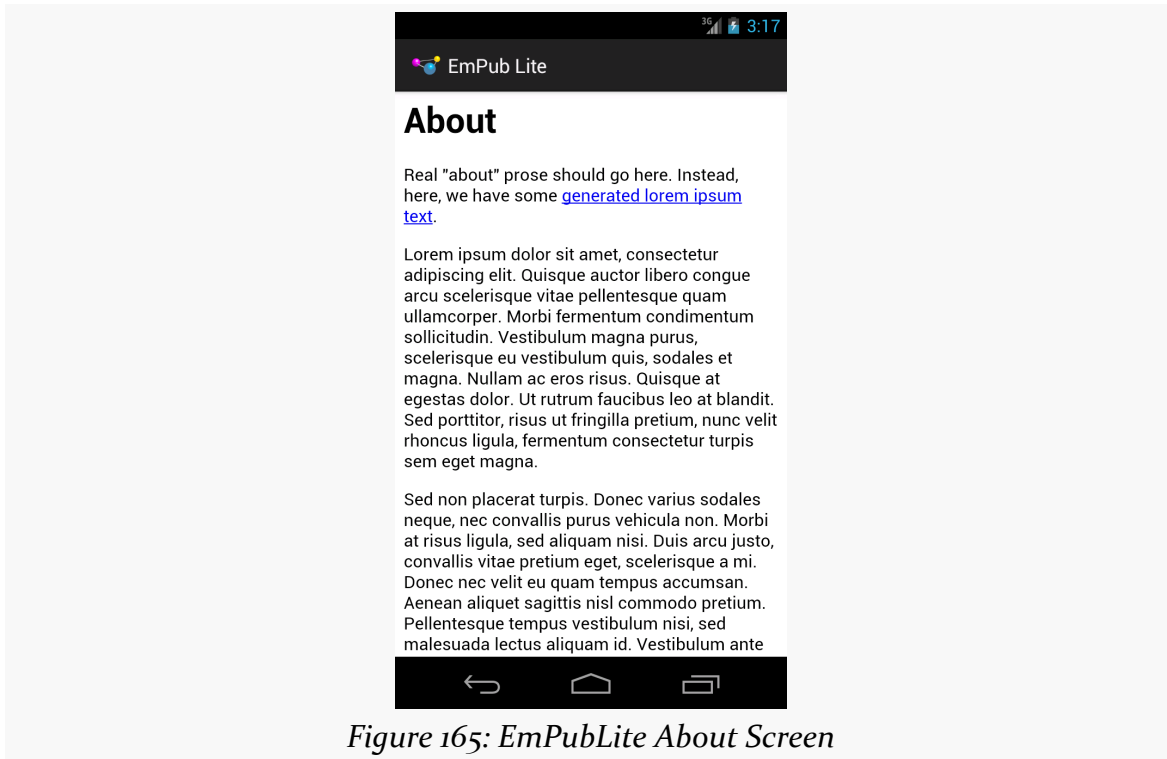 3G 3:17
EmPub Lite
About
Real "about" prose should go here. Instead,
here, we have some generated lorem ipsum
text.
Lorem ipsum dolor sit amet, consectetur
adipiscing elit. Quisque auctor libero congue
arcu scelerisque vitae pellentesque quam
ullamcorper. Morbi fermentum condimentum
sollicitudin. Vestibulum magna purus,
scelerisque eu vestibulum quis, sodales et
magna. Nullam ac eros risus. Quisque at
egestas dolor. Ut rutrum faucibus leo at blandit.
Sed porttitor, risus ut fringilla pretium, nunc velit
rhoncus ligula, fermentum consectetur turpis
sem eget magna.
Sed non placerat turpis. Donec varius sodales
neque, nec convallis purus vehicula non. Morbi
at risus ligula, sed aliquam nisi. Duis arcu justo,
convallis vitae pretium eget, scelerisque a mi.
Donec nec velit eu quam tempus accumsan.
Aenean aliquet sagittis nisl commodo pretium.
Pellentesque tempus vestibulum nisi, sed
malesuada lectus aliquam id. Vestibulum ante
Figure 165: EmPubLite About Screen